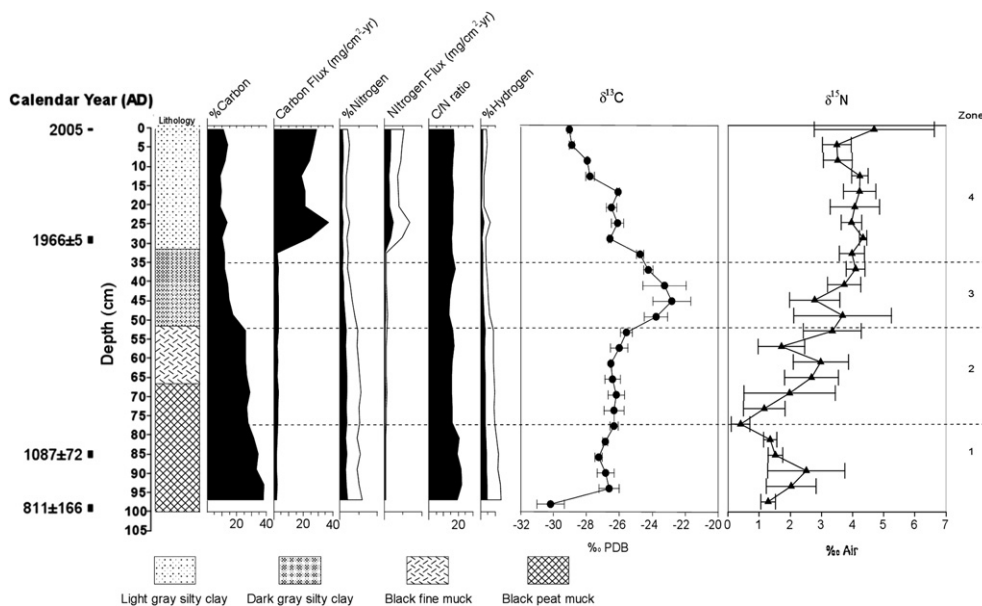 %Carbon
Carbon Flux (mg/cm²-yr)
%Nitrogen
Nitrogen Flux (mg/cm²-yr)
C/N ratio
%Hydrogen
δ¹³C
δ¹⁵N
Zone
Calendar Year (AD)
Lithology
2005
1966±5
1087±72
811±166
Depth (cm)
0
5
10
15
20
25
30
35
40
45
50
55
60
65
70
75
80
85
90
95
100
105
20 40
20 40
20
-32 -30 -28 -26 -24 -22 -20
‰ PDB
0 1 2 3 4 5 6 7
‰ Air
4
3
2
1
Light gray silty clay
Dark gray silty clay
Black fine muck
Black peat muck